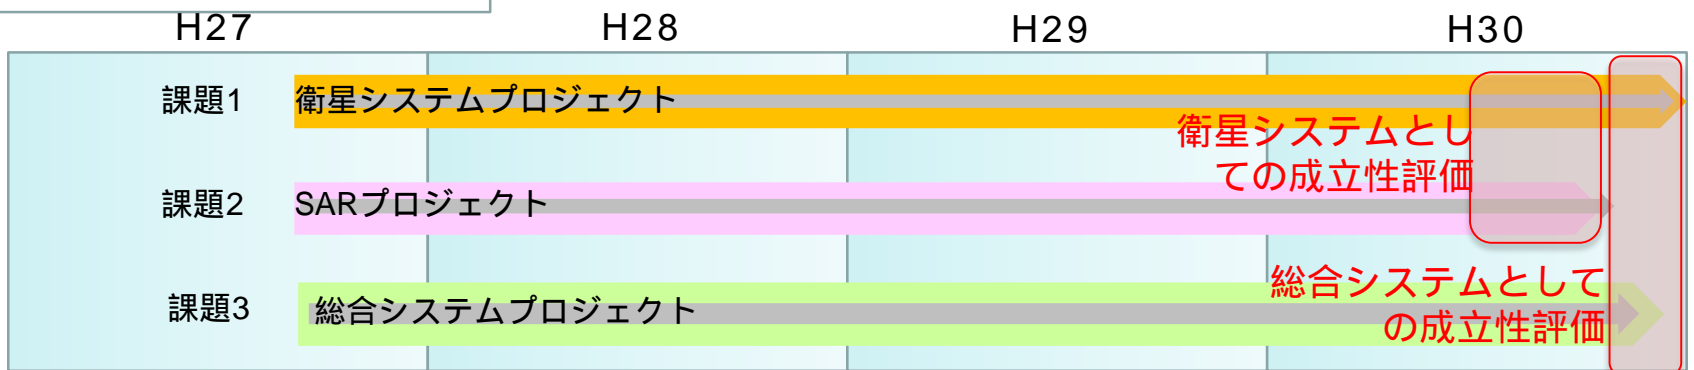 H27
H28
H29
H30
課題1
衛星システムプロジェクト
衛星システムとし
ての成立性評価
課題2
SARプロジェクト
課題3
総合システムプロジェクト
総合システムとして
の成立性評価